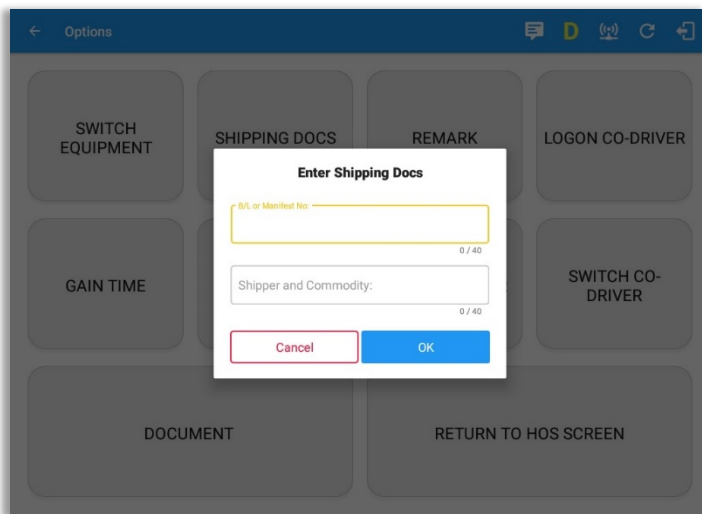 Options
D
SWITCH
EQUIPMENT
SHIPPING DOCS
REMARK
LOGON CO-DRIVER
Enter Shipping Docs
B/L or Manifest No:
0 / 40
GAIN TIME
Shipper and Commodity:
SWITCH CO-
DRIVER
0 / 40
Cancel
OK
DOCUMENT
RETURN TO HOS SCREEN